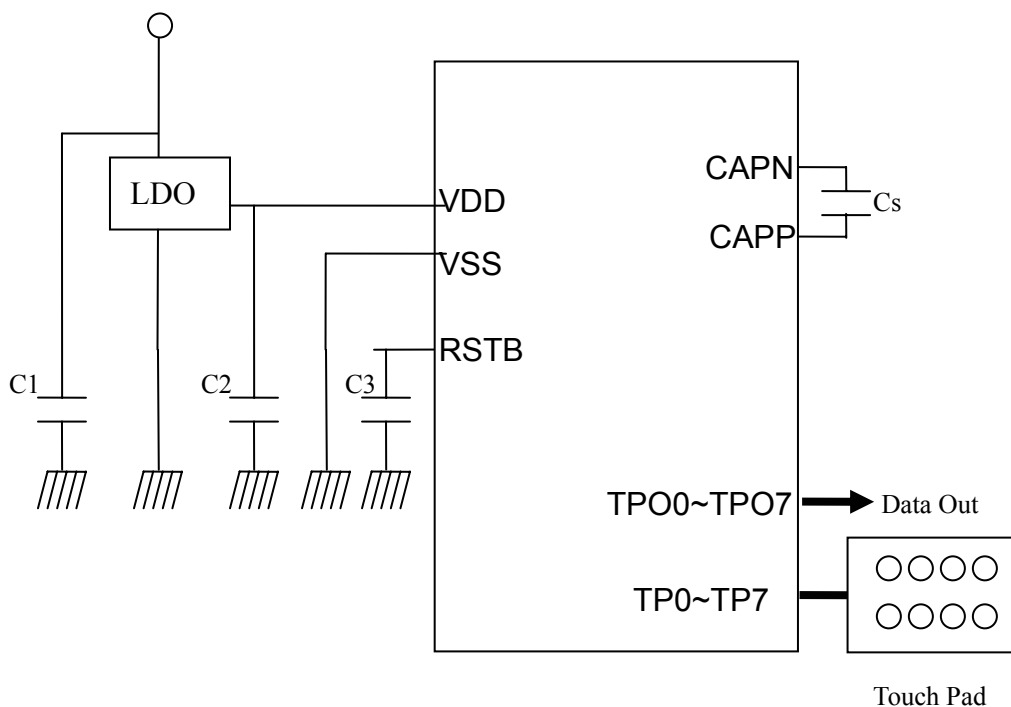 CAPN
LDO
VDD
Cs
CAPP
VSS
RSTB
C1
C2
C3
TPO0~TPO7
Data Out
TP0~TP7
Touch Pad